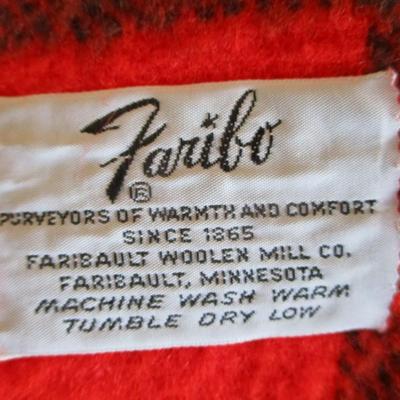 Faribo
®
PURVEYORS OF WARMTH AND COMFORT
SINCE 1865
FARIBAULT WOOLEN MILL CO.
FARIBAULT, MINNESOTA
MACHINE WASH WARM
TUMBLE DRY LOW